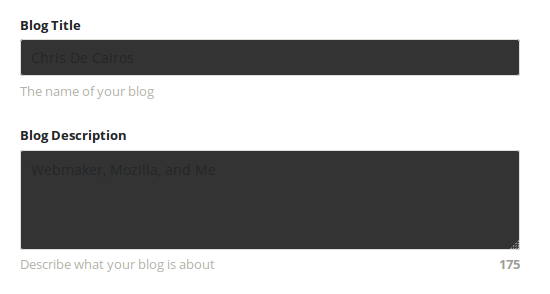 Blog Title
Chris De Cairos
The name of your blog
Blog Description
Webmaker, Mozilla, and Me
Describe what your blog is about
175